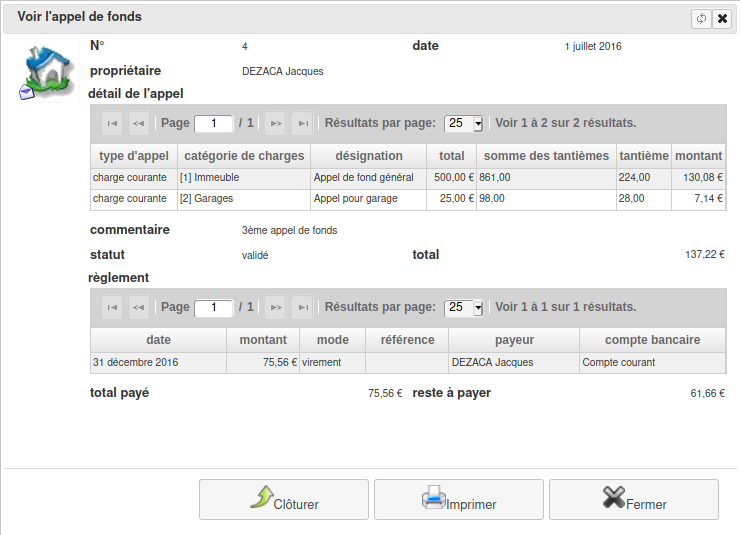 Voir l'appel de fonds
N° 4 date 1 juillet 2016
propriétaire DEZACA Jacques
détail de l'appel
Page 1 / 1 Résultats par page: 25 Voir 1 à 2 sur 2 résultats.
type d'appel catégorie de charges désignation total somme des tantièmes tantième montant
charge courante [1] Immeuble Appel de fond général 500,00 € 861,00 224,00 130,08 €
charge courante [2] Garages Appel pour garage 25,00 € 98,00 28,00 7,14 €
commentaire 3ème appel de fonds
statut validé total 137,22 €
règlement
Page 1 / 1 Résultats par page: 25 Voir 1 à 1 sur 1 résultats.
date montant mode référence payeur compte bancaire
31 décembre 2016 75,56 € virement DEZACA Jacques Compte courant
total payé 75,56 € reste à payer 61,66 €
Clôturer Imprimer Fermer